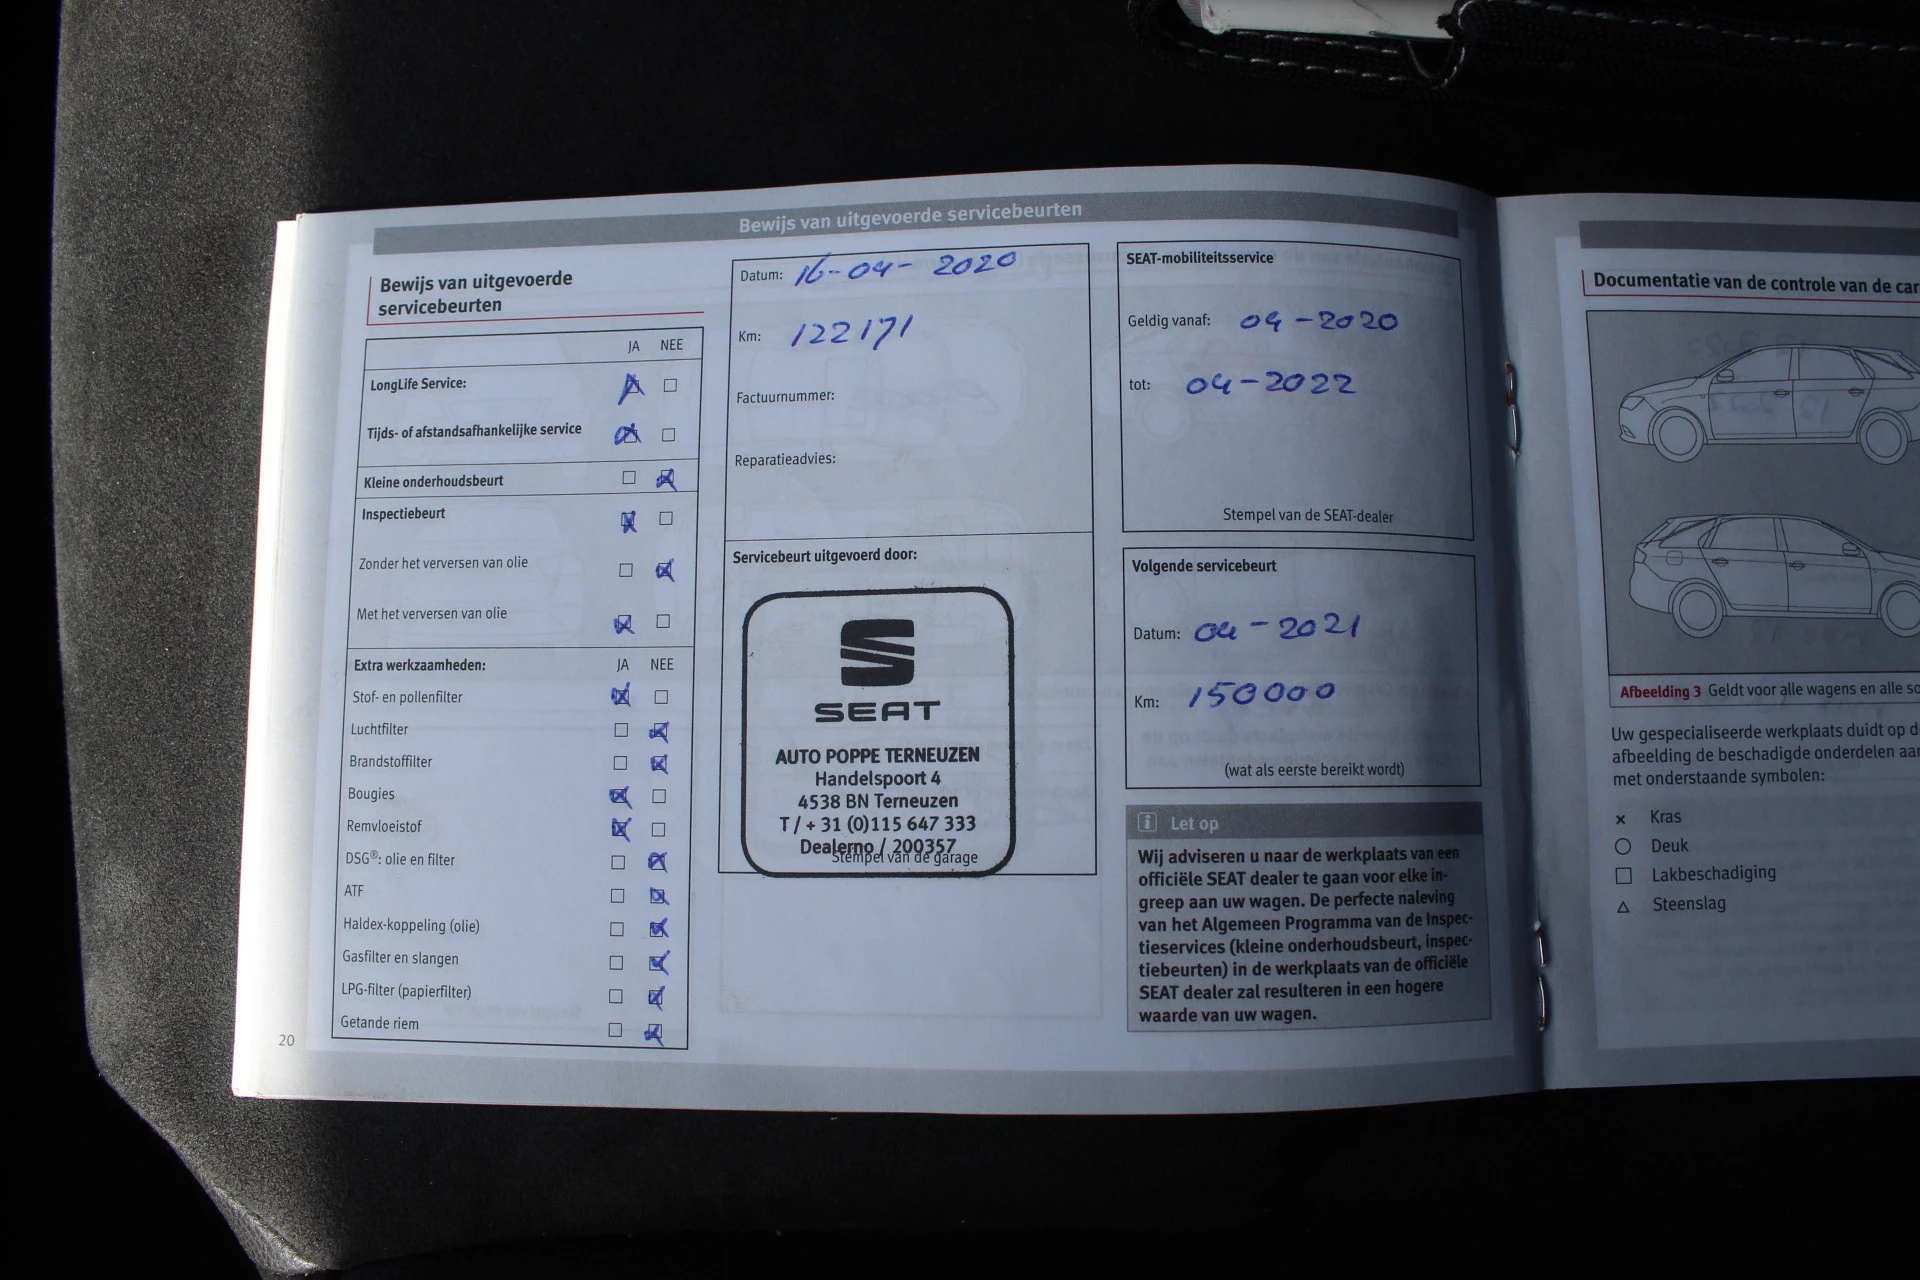 Bewijs van uitgevoerde servicebeurten
Bewijs van uitgevoerde
servicebeurten
JA NEE
LongLife Service:
Tijds- of afstandsafhankelijke service
Kleine onderhoudsbeurt
Inspectiebeurt
Zonder het verversen van olie
Met het verversen van olie
Extra werkzaamheden: JA NEE
Stof- en pollenfilter
Luchtfilter
Brandstoffilter
Bougies
Remvloeistof
DSG®: olie en filter
ATF
Haldex-koppeling (olie)
Gasfilter en slangen
LPG-filter (papierfilter)
Getande riem
20
Datum: 16-04-2020
Km: 122171
Factuurnummer:
Reparatieadvies:
Servicebeurt uitgevoerd door:
SEAT
AUTO POPPE TERNEUZEN
Handelspoort 4
4538 BN Terneuzen
T / + 31 (0)115 647 333
Dealerno / 200357
Stempel van de garage
SEAT-mobiliteitsservice
Geldig vanaf: 04-2020
tot: 04-2022
Stempel van de SEAT-dealer
Volgende servicebeurt
Datum: 04-2021
Km: 150000
(wat als eerste bereikt wordt)
i Let op
Wij adviseren u naar de werkplaats van een
officiële SEAT dealer te gaan voor elke in-
greep aan uw wagen. De perfecte naleving
van het Algemeen Programma van de Inspec-
tieservices (kleine onderhoudsbeurt, inspec-
tiebeurten) in de werkplaats van de officiële
SEAT dealer zal resulteren in een hogere
waarde van uw wagen.
Documentatie van de controle van de car
Afbeelding 3 Geldt voor alle wagens en alle
Uw gespecialiseerde werkplaats duidt op
afbeelding de beschadigde onderdelen
met onderstaande symbolen:
Kras
Deuk
Lakbeschadiging
Steenslag